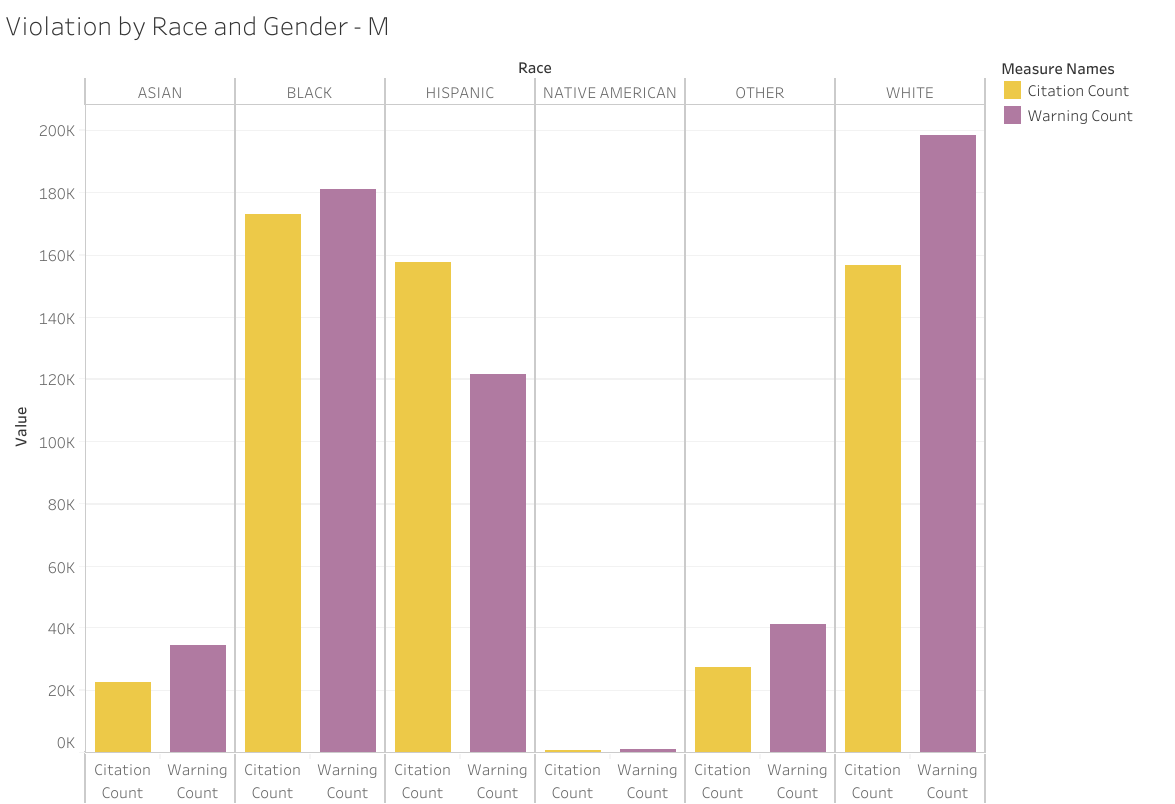 Violation by Race and Gender - M
Race
Measure Names
ASIAN BLACK HISPANIC NATIVE AMERICAN OTHER WHITE
Citation Count
Warning Count
200K
180K
160K
140K
120K
100K
80K
60K
40K
20K
0K
Value
Citation Warning Citation Warning Citation Warning Citation Warning Citation Warning Citation Warning
Count Count Count Count Count Count Count Count Count Count Count Count